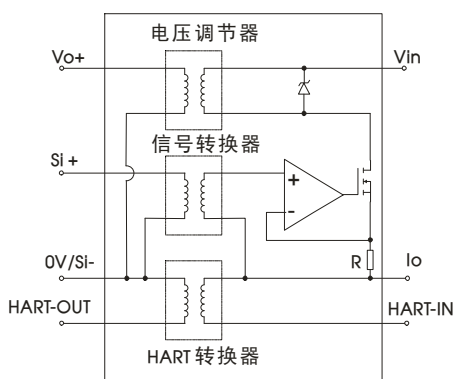 电压调节器
Vo+
Vin
信号转换器
Si +
+
-
0V/Si-
R
Io
HART-OUT
HART-IN
HART 转换器